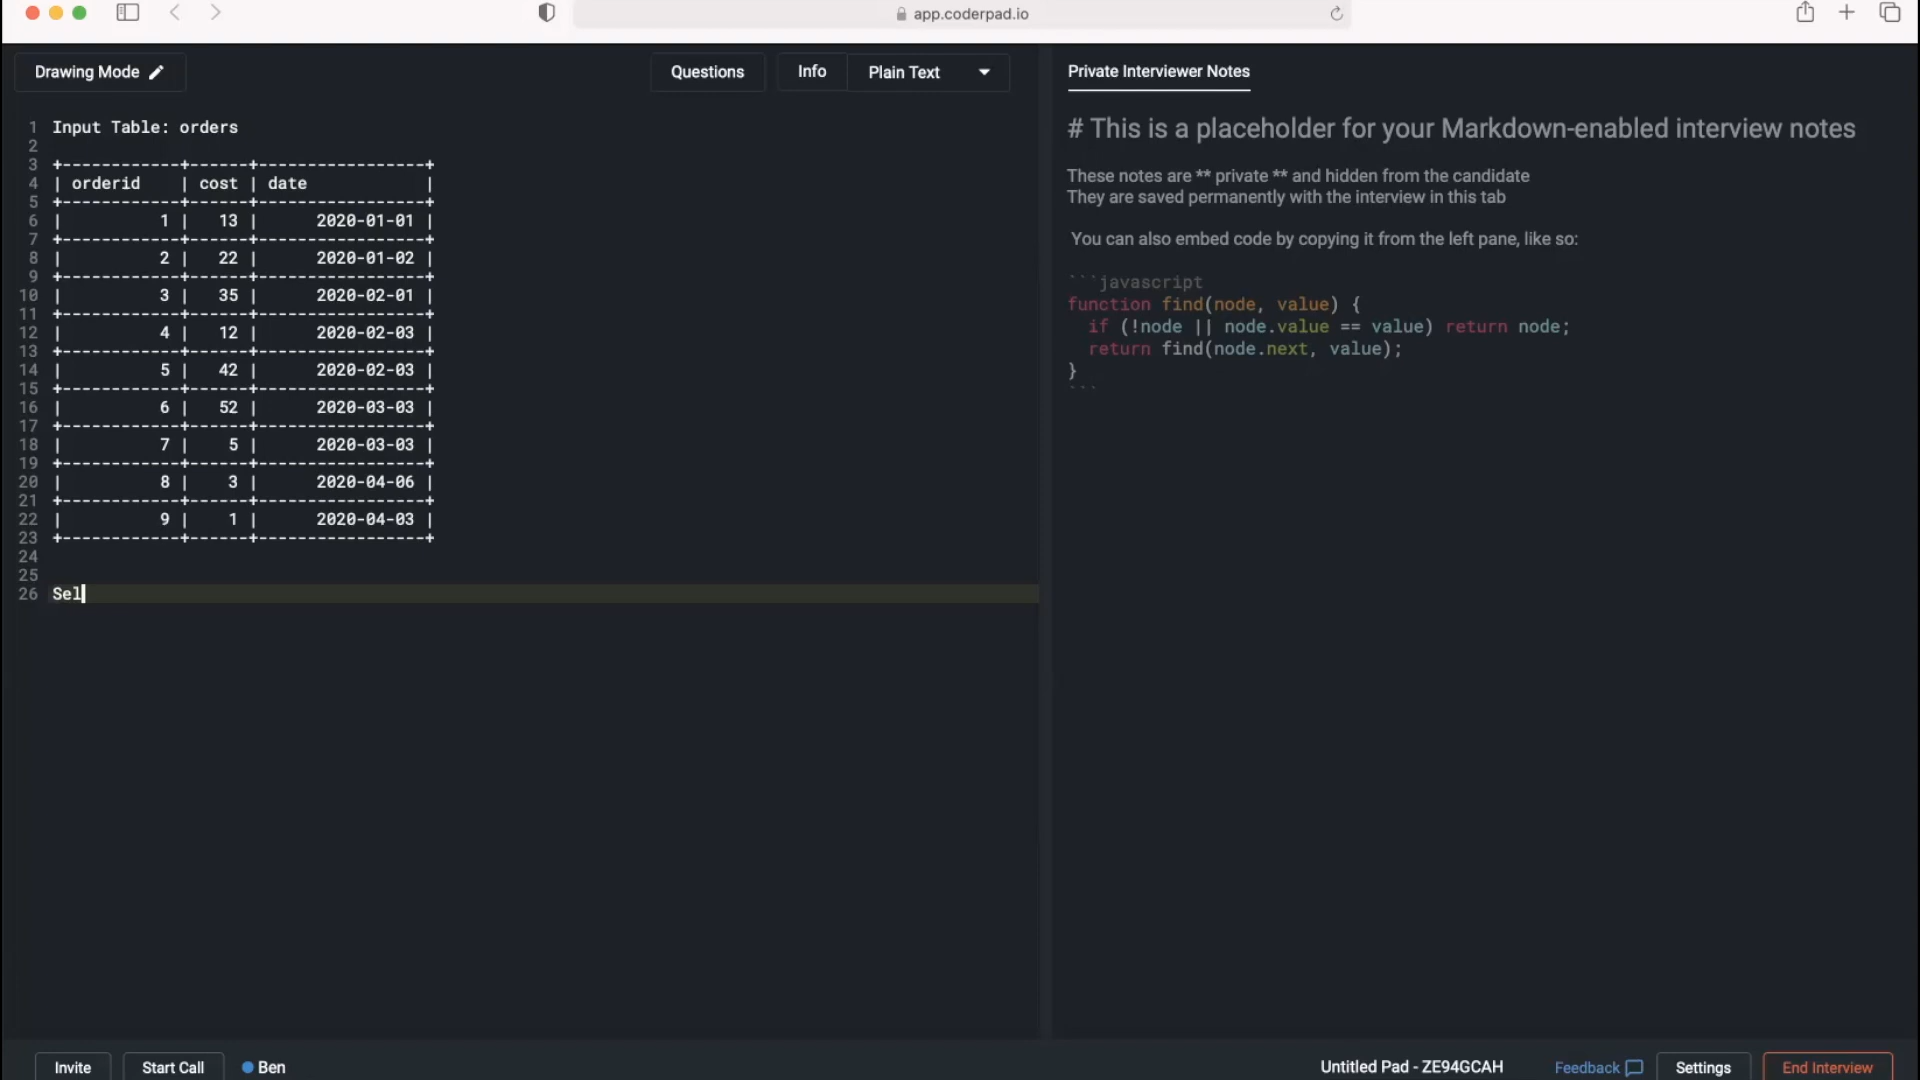 app.coderpad.io
Drawing Mode
Questions
Info
Plain Text
1 Input Table: orders
2
3 +-------------+------+-----------------+
4 | orderid | cost | date |
5 +-------------+------+-----------------+
6 | 1 | 13 | 2020-01-01 |
7 +-------------+------+-----------------+
8 | 2 | 22 | 2020-01-02 |
9 +-------------+------+-----------------+
10 | 3 | 35 | 2020-02-01 |
11 +-------------+------+-----------------+
12 | 4 | 12 | 2020-02-03 |
13 +-------------+------+-----------------+
14 | 5 | 42 | 2020-02-03 |
15 +-------------+------+-----------------+
16 | 6 | 52 | 2020-03-03 |
17 +-------------+------+-----------------+
18 | 7 | 5 | 2020-03-03 |
19 +-------------+------+-----------------+
20 | 8 | 3 | 2020-04-06 |
21 +-------------+------+-----------------+
22 | 9 | 1 | 2020-04-03 |
23 +-------------+------+-----------------+
24
25
26 Sel
Private Interviewer Notes
# This is a placeholder for your Markdown-enabled interview notes
These notes are ** private ** and hidden from the candidate
They are saved permanently with the interview in this tab
You can also embed code by copying it from the left pane, like so:
```javascript
function find(node, value) {
if (!node || node.value == value) return node;
return find(node.next, value);
}
```
Invite
Start Call
Ben
Untitled Pad - ZE94GCAH
Feedback
Settings
End Interview